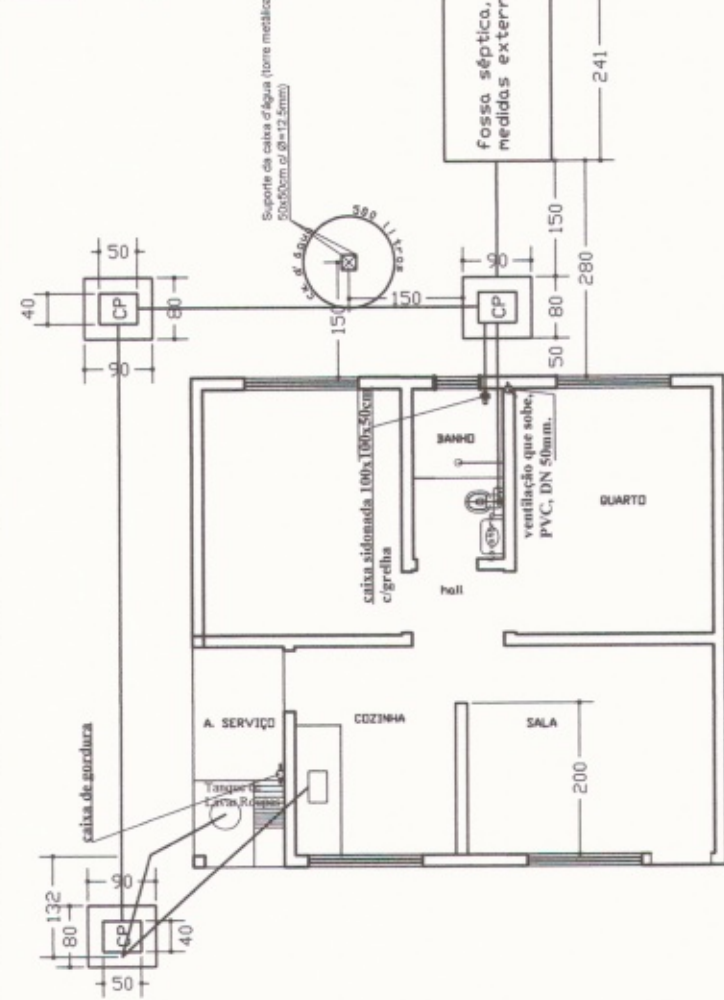 Suporte da caixa d'água (torre metálica
50x50cm c/ Ø=12.5mm)
fossa séptica,
medidas exter
241
50
40
CP
80
90
cx. d' água
500 litros
150
150
90
CP
80
50
150
280
caixa sidonada 100x100x50cm
c/grelha
BANHO
ventilação que sobe,
PVC, DN 50mm.
QUARTO
hall
A. SERVIÇO
COZINHA
SALA
200
caixa de gordura
Tanque de
Lavar Roupas
132
90
80
CP
40
50